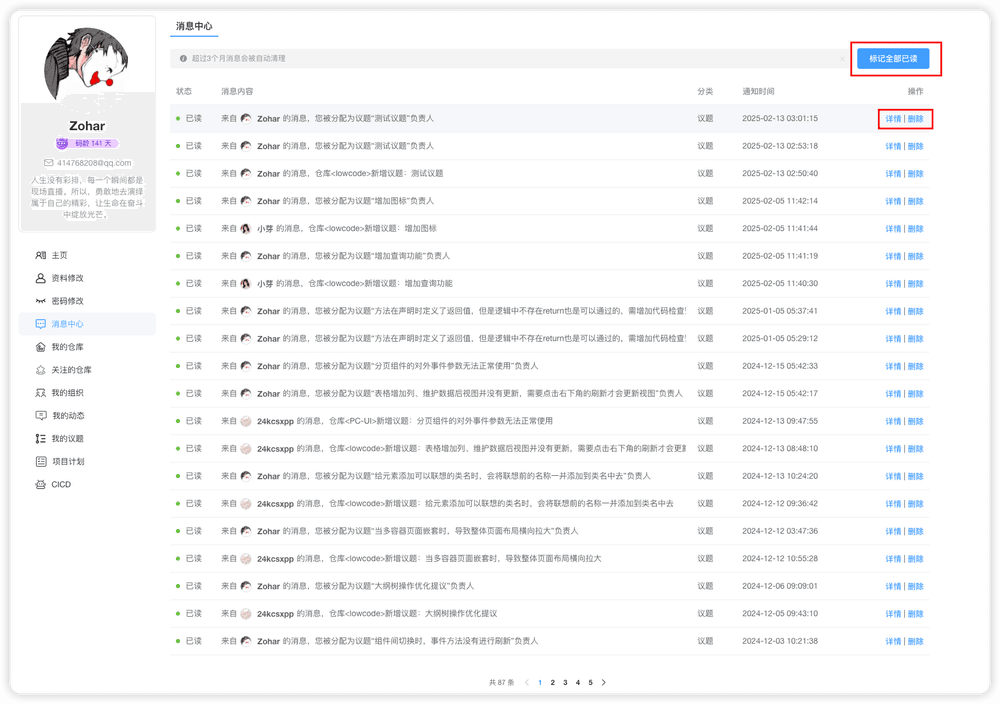 Zohar
码龄 141 天
414768208@qq.com
人生没有彩排，每一个瞬间都是
现场直播。所以，勇敢地去演绎
属于自己的精彩，让生命在奋斗
中绽放光芒。
主页
资料修改
密码修改
消息中心
我的仓库
关注的仓库
我的组织
我的动态
我的议题
项目计划
CICD
消息中心
超过3个月消息会被自动清理
标记全部已读
状态 消息内容 分类 通知时间 操作
已读 来自 Zohar 的消息，您被分配为议题“测试议题”负责人 议题 2025-02-13 03:01:15 详情 | 删除
已读 来自 Zohar 的消息，您被分配为议题“测试议题”负责人 议题 2025-02-13 02:53:18 详情 | 删除
已读 来自 Zohar 的消息，仓库<lowcode>新增议题：测试议题 议题 2025-02-13 02:50:40 详情 | 删除
已读 来自 Zohar 的消息，您被分配为议题“增加图标”负责人 议题 2025-02-05 11:42:14 详情 | 删除
已读 来自 小芽 的消息，仓库<lowcode>新增议题：增加图标 议题 2025-02-05 11:41:44 详情 | 删除
已读 来自 Zohar 的消息，您被分配为议题“增加查询功能”负责人 议题 2025-02-05 11:41:19 详情 | 删除
已读 来自 小芽 的消息，仓库<lowcode>新增议题：增加查询功能 议题 2025-02-05 11:40:30 详情 | 删除
已读 来自 Zohar 的消息，您被分配为议题“方法在声明时定义了返回值，但是逻辑中不存在return也是可以通过的，需增加代码检查! 议题 2025-01-05 05:37:41 详情 | 删除
已读 来自 Zohar 的消息，您被分配为议题“方法在声明时定义了返回值，但是逻辑中不存在return也是可以通过的，需增加代码检查! 议题 2025-01-05 05:29:12 详情 | 删除
已读 来自 Zohar 的消息，您被分配为议题“分页组件的对外事件参数无法正常使用”负责人 议题 2024-12-15 05:42:33 详情 | 删除
已读 来自 Zohar 的消息，您被分配为议题“表格增加列、维护数据后视图并没有更新，需要点击右下角的刷新才会更新视图”负责人 议题 2024-12-15 05:42:17 详情 | 删除
已读 来自 24kcsxpp 的消息，仓库<PC-UI>新增议题：分页组件的对外事件参数无法正常使用 议题 2024-12-13 09:47:55 详情 | 删除
已读 来自 24kcsxpp 的消息，仓库<lowcode>新增议题：表格增加列、维护数据后视图并没有更新，需要点击右下角的刷新才会更新 议题 2024-12-13 08:48:10 详情 | 删除
已读 来自 Zohar 的消息，您被分配为议题“给元素添加可以联想的类名时，会将联想前的名称一并添加到类名中去”负责人 议题 2024-12-13 10:24:20 详情 | 删除
已读 来自 24kcsxpp 的消息，仓库<lowcode>新增议题：给元素添加可以联想的类名时，会将联想前的名称一并添加到类名中去 议题 2024-12-12 09:36:42 详情 | 删除
已读 来自 Zohar 的消息，您被分配为议题“当多容器页面嵌套时，导致整体页面布局横向拉大”负责人 议题 2024-12-12 03:47:36 详情 | 删除
已读 来自 24kcsxpp 的消息，仓库<lowcode>新增议题：当多容器页面嵌套时，导致整体页面布局横向拉大 议题 2024-12-12 10:55:28 详情 | 删除
已读 来自 Zohar 的消息，您被分配为议题“大纲树操作优化提议”负责人 议题 2024-12-06 09:09:01 详情 | 删除
已读 来自 24kcsxpp 的消息，仓库<lowcode>新增议题：大纲树操作优化提议 议题 2024-12-05 09:43:10 详情 | 删除
已读 来自 Zohar 的消息，您被分配为议题“组件间切换时，事件方法没有进行刷新”负责人 议题 2024-12-03 10:21:38 详情 | 删除
共 87 条 1 2 3 4 5